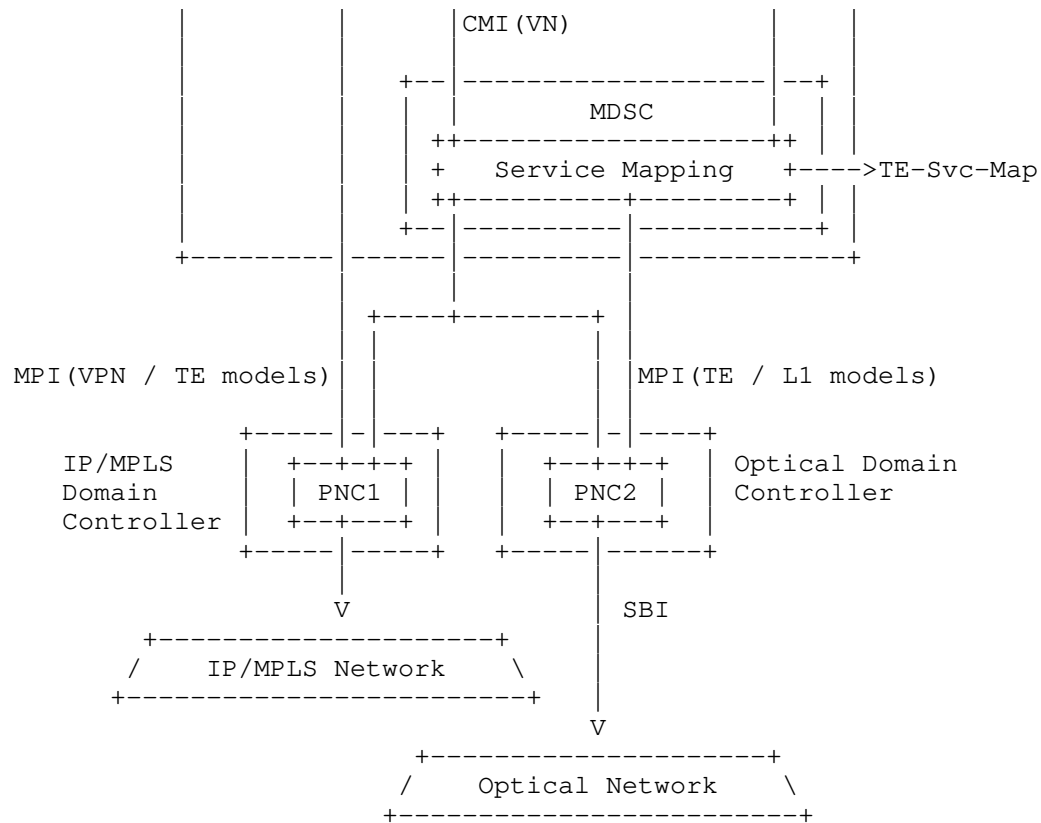 CMI(VN)
MDSC
Service Mapping
TE-Svc-Map
MPI(VPN / TE models)
MPI(TE / L1 models)
IP/MPLS
Domain
Controller
PNC1
PNC2
Optical Domain
Controller
V
SBI
IP/MPLS Network
V
Optical Network